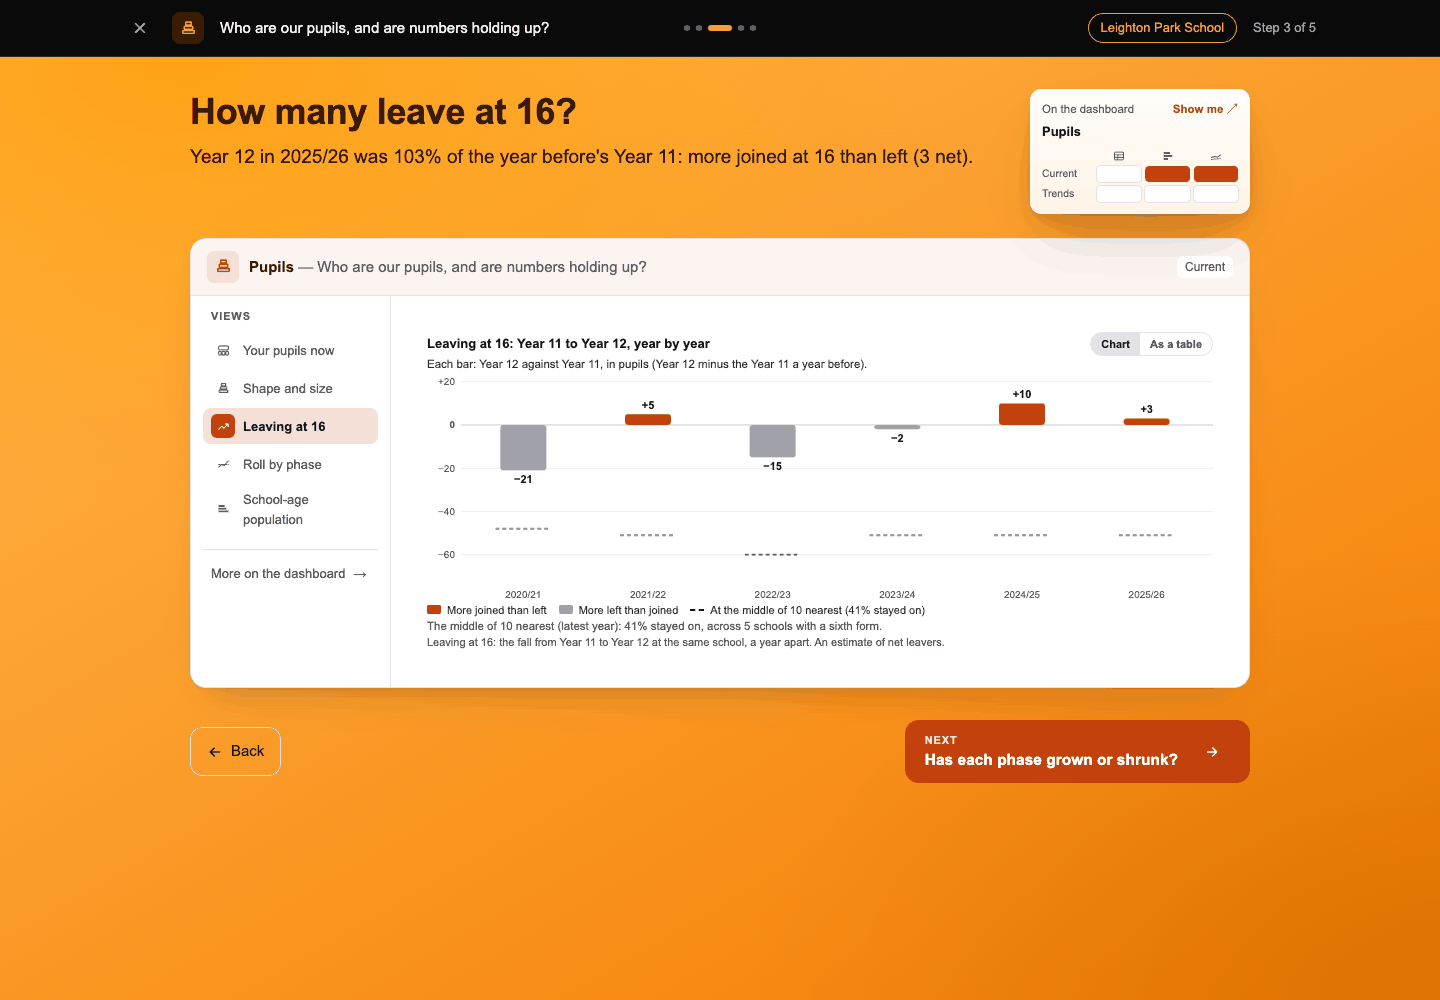 Who are our pupils, and are numbers holding up?
Leighton Park School
Step 3 of 5
How many leave at 16?
Year 12 in 2025/26 was 103% of the year before's Year 11: more joined at 16 than left (3 net).
On the dashboard
Show me
Pupils
Current
Trends
Pupils — Who are our pupils, and are numbers holding up?
Current
VIEWS
Your pupils now
Shape and size
Leaving at 16
Roll by phase
School-age
population
More on the dashboard →
Leaving at 16: Year 11 to Year 12, year by year
Chart
As a table
Each bar: Year 12 against Year 11, in pupils (Year 12 minus the Year 11 a year before).
+20
0
−20
−40
−60
−21
+5
−15
−2
+10
+3
2020/21
2021/22
2022/23
2023/24
2024/25
2025/26
More joined than left
More left than joined
At the middle of 10 nearest (41% stayed on)
The middle of 10 nearest (latest year): 41% stayed on, across 5 schools with a sixth form.
Leaving at 16: the fall from Year 11 to Year 12 at the same school, a year apart. An estimate of net leavers.
← Back
NEXT
Has each phase grown or shrunk? →